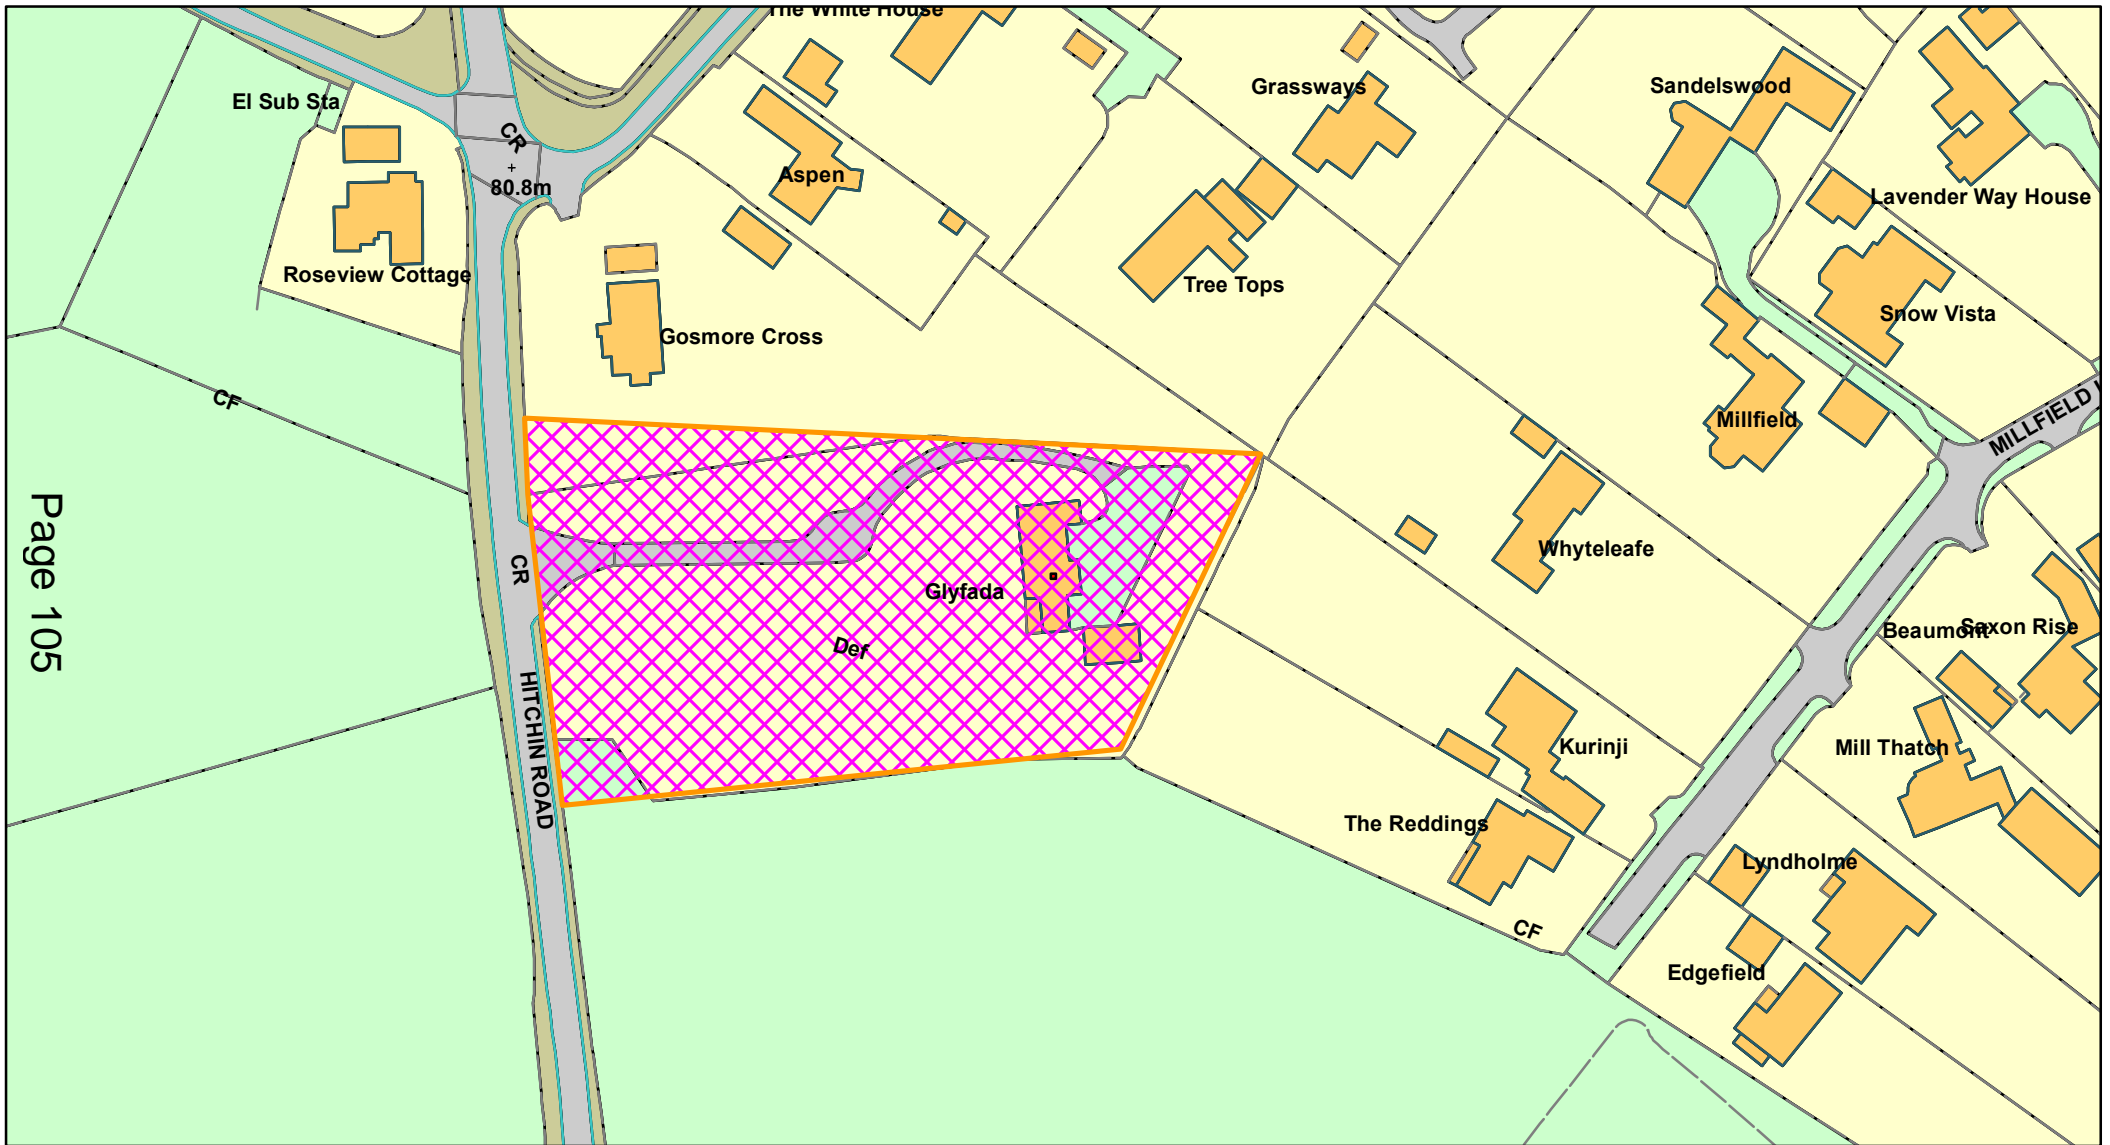 The White House
El Sub Sta
Grassways
Sandelswood
CR
80.8m
Aspen
Lavender Way House
Roseview Cottage
Tree Tops
Snow Vista
Gosmore Cross
CF
Millfield
MILLFIELD
Page 105
CR
Whyteleafe
Glyfada
Def
Beaumont
Saxon Rise
HITCHIN ROAD
Kurinji
Mill Thatch
The Reddings
Lyndholme
CF
Edgefield